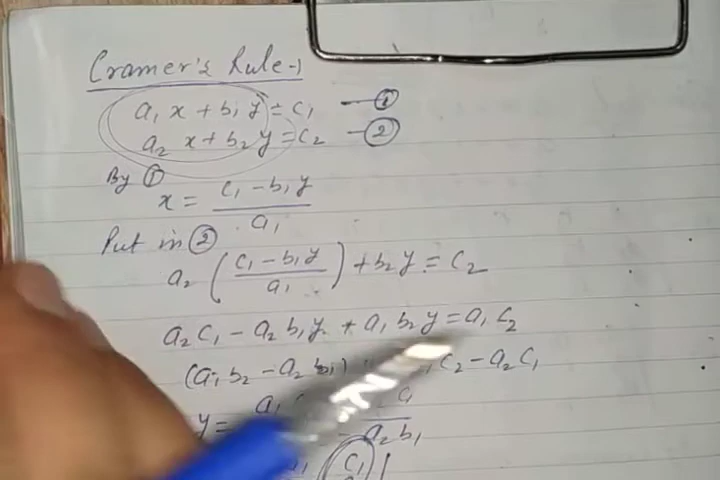 Cramer's Rule-1
a₁ x + b₁ y = c₁ — ①
a₂ x + b₂ y = c₂ — ②
By ①
x = (c₁ - b₁ y) / a₁
Put in ②
a₂ ( (c₁ - b₁ y) / a₁ ) + b₂ y = c₂
a₂ c₁ - a₂ b₁ y + a₁ b₂ y = a₁ c₂
(a₁ b₂ - a₂ b₁) c₂ - a₂ c₁
y =
a₂ b₁
c₁